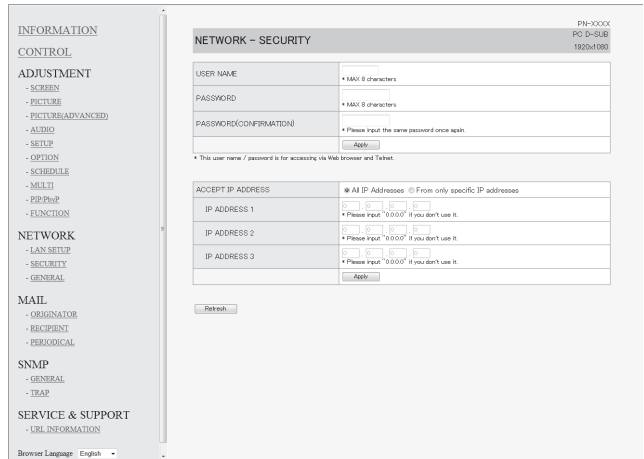 INFORMATION
CONTROL
ADJUSTMENT
- SCREEN
- PICTURE
- PICTURE(ADVANCED)
- AUDIO
- SETUP
- OPTION
- SCHEDULE
- MULTI
- PIP/PbyP
- FUNCTION
NETWORK
- LAN SETUP
- SECURITY
- GENERAL
MAIL
- ORIGINATOR
- RECIPIENT
- PERIODICAL
SNMP
- GENERAL
- TRAP
SERVICE & SUPPORT
- URL INFORMATION
Browser Language English
PN-XXXX
NETWORK – SECURITY
PC D-SUB
1920x1080
USER NAME
* MAX 8 characters
PASSWORD
* MAX 8 characters
PASSWORD(CONFIRMATION)
* Please input the same password once again.
Apply
* This user name / password is for accessing via Web browser and Telnet.
ACCEPT IP ADDRESS All IP Addresses From only specific IP addresses
IP ADDRESS 1 0 . 0 . 0 . 0
* Please input "0.0.0.0" if you don't use it.
IP ADDRESS 2 0 . 0 . 0 . 0
* Please input "0.0.0.0" if you don't use it.
IP ADDRESS 3 0 . 0 . 0 . 0
* Please input "0.0.0.0" if you don't use it.
Apply
Refresh